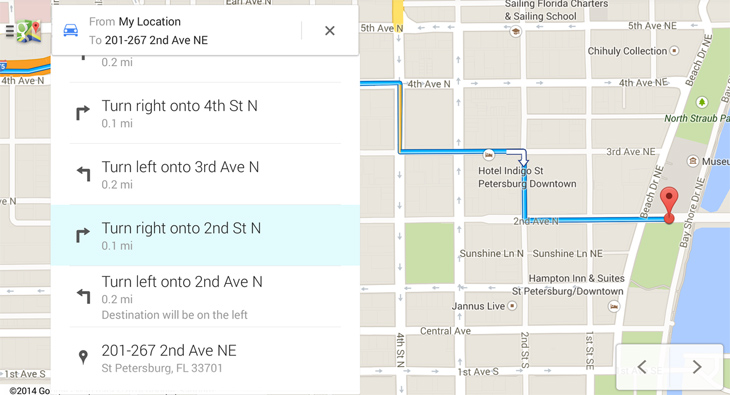 From My Location
To 201-267 2nd Ave NE
0.2 mi
Turn right onto 4th St N
0.1 mi
Turn left onto 3rd Ave N
0.2 mi
Turn right onto 2nd St N
0.1 mi
Turn left onto 2nd Ave N
0.2 mi
Destination will be on the left
201-267 2nd Ave NE
St Petersburg, FL 33701
4th Ave N
1st Ave S
©2014 Go
Sailing Florida Charters
& Sailing School
5th Ave N
5th Ave NE
Chihuly Collection
Beach Dr NE
4th Ave N
4th Ave NE
North Straub Pa
3rd Ave NE
Museu
Hotel Indigo St
Petersburg Downtown
2nd Ave N
Beach Dr NE
Bay Shore Dr NE
Sunshine Ln N
Sunshine Ln NE
Hampton Inn & Suites
St Petersburg/Downtown
Jannus Live
Central Ave
4th St N
2nd St S
1st St SE
1st Ave S